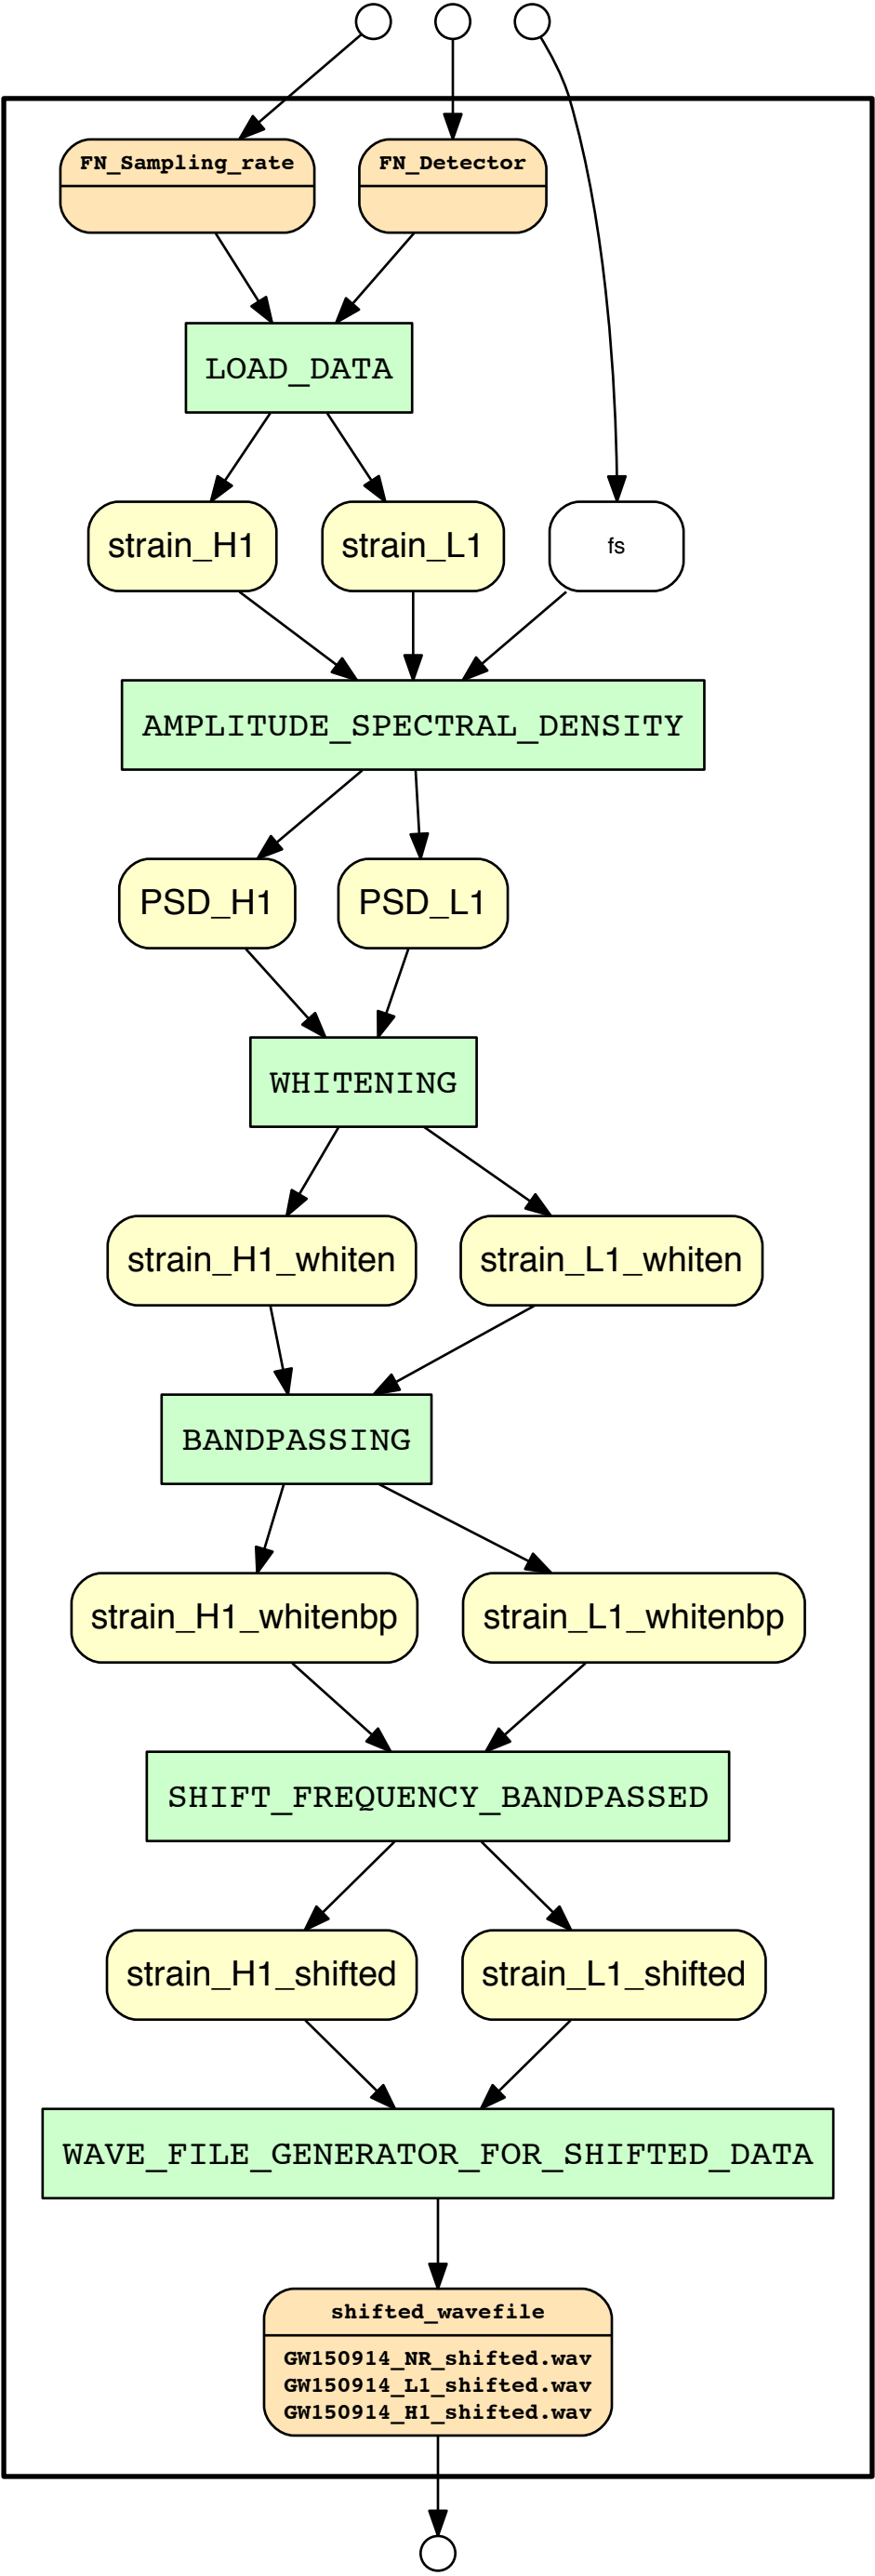 FN_Sampling_rate
FN_Detector
LOAD_DATA
strain_H1
strain_L1
fs
AMPLITUDE_SPECTRAL_DENSITY
PSD_H1
PSD_L1
WHITENING
strain_H1_whiten
strain_L1_whiten
BANDPASSING
strain_H1_whitenbp
strain_L1_whitenbp
SHIFT_FREQUENCY_BANDPASSED
strain_H1_shifted
strain_L1_shifted
WAVE_FILE_GENERATOR_FOR_SHIFTED_DATA
shifted_wavefile
GW150914_NR_shifted.wav
GW150914_L1_shifted.wav
GW150914_H1_shifted.wav